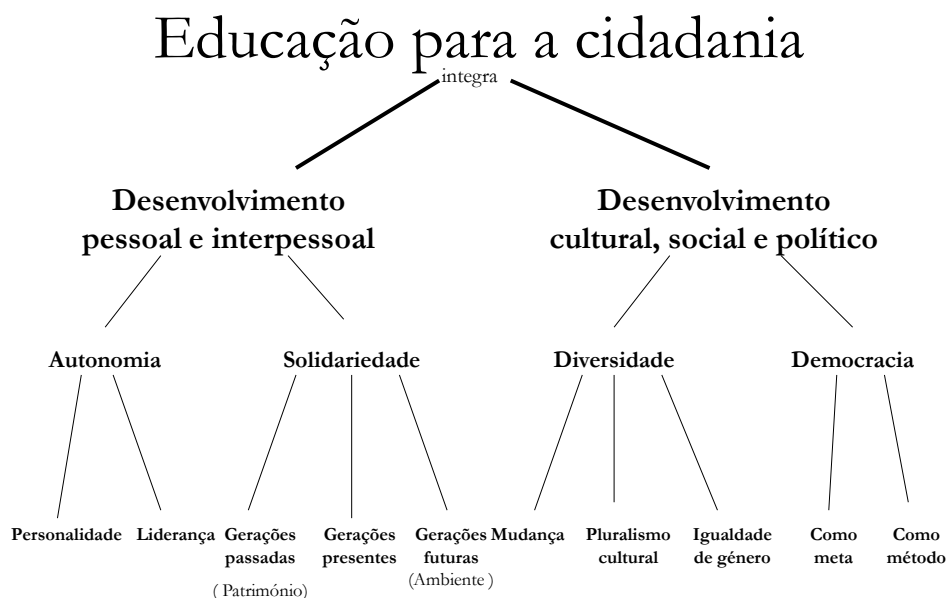 Educação para a cidadania
integra
Desenvolvimento
pessoal e interpessoal
Desenvolvimento
cultural, social e político
Autonomia
Solidariedade
Diversidade
Democracia
Personalidade
Liderança
Gerações
passadas
( Património)
Gerações
presentes
Gerações
futuras
(Ambiente )
Mudança
Pluralismo
cultural
Igualdade
de género
Como
meta
Como
método